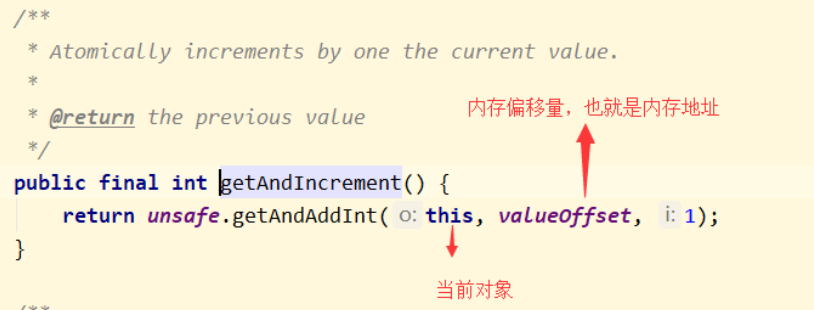 /**
* Atomically increments by one the current value.
*
* @return the previous value
*/
内存偏移量，也就是内存地址
public final int getAndIncrement() {
return unsafe.getAndAddInt( o: this, valueOffset, i: 1);
}
当前对象
/**